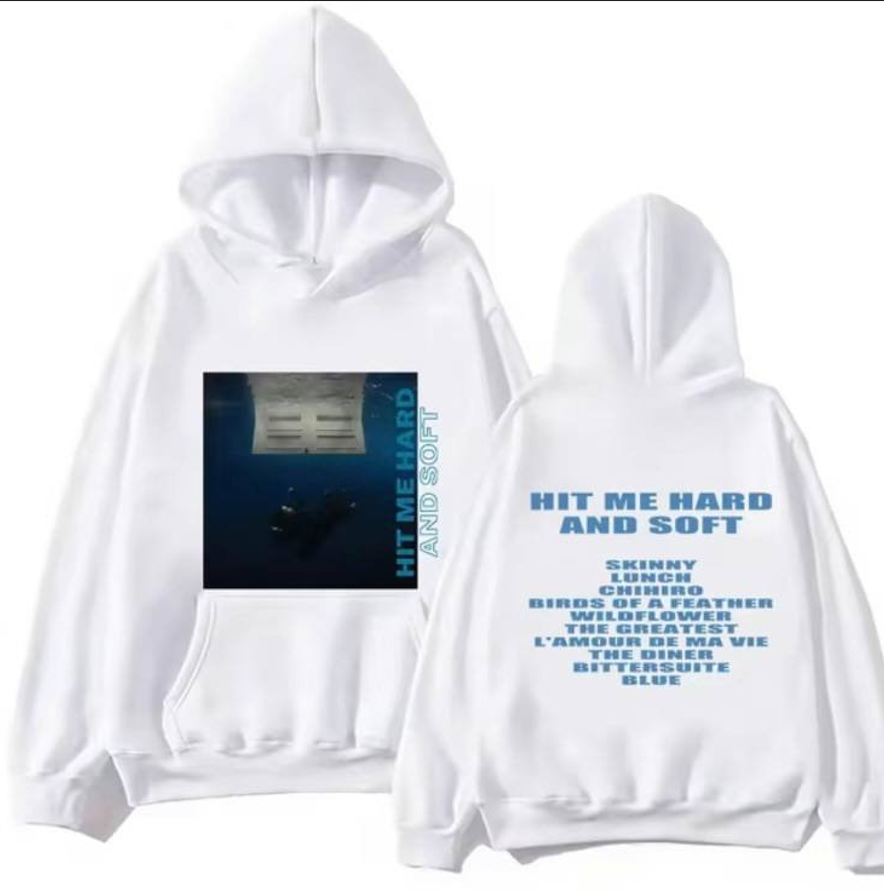 HIT ME HARD
AND SOFT
HIT ME HARD
AND SOFT
SKINNY
LUNCH
CHIHIRO
BIRDS OF A FEATHER
WILDFLOWER
THE GREATEST
L'AMOUR DE MA VIE
THE DINER
BITTERSUITE
BLUE